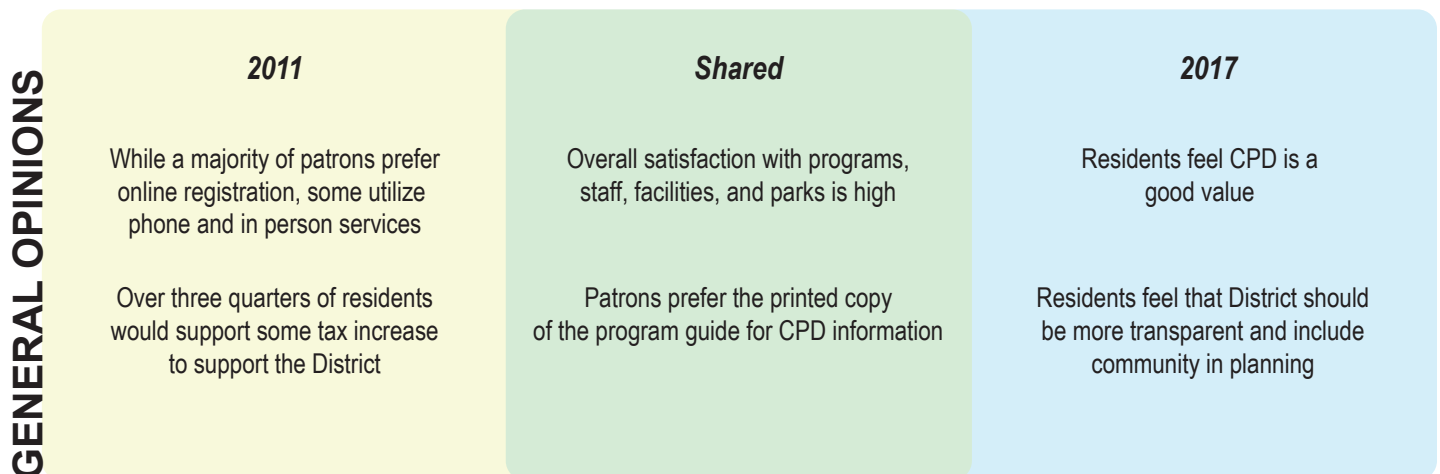 GENERAL OPINIONS
2011
While a majority of patrons prefer
online registration, some utilize
phone and in person services
Over three quarters of residents
would support some tax increase
to support the District
Shared
Overall satisfaction with programs,
staff, facilities, and parks is high
Patrons prefer the printed copy
of the program guide for CPD information
2017
Residents feel CPD is a
good value
Residents feel that District should
be more transparent and include
community in planning